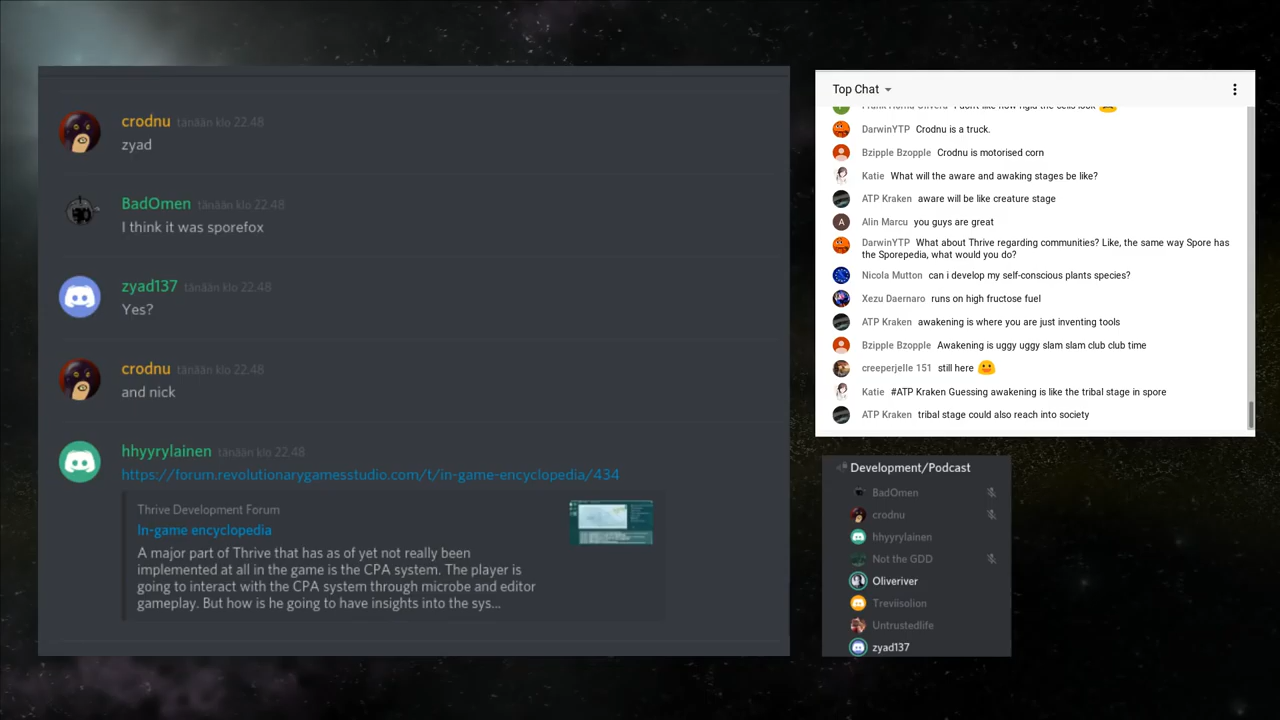 crodnu tänään klo 22.48
zyad
BadOmen tänään klo 22.48
I think it was sporefox
zyad137 tänään klo 22.48
Yes?
crodnu tänään klo 22.48
and nick
hhyyrylainen tänään klo 22.48
https://forum.revolutionarygamesstudio.com/t/in-game-encyclopedia/434
Thrive Development Forum
In-game encyclopedia
A major part of Thrive that has as of yet not really been
implemented at all in the game is the CPA system. The player is
going to interact with the CPA system through microbe and editor
gameplay. But how is he going to have insights into the sys...
Top Chat
DarwinYTP Crodnu is a truck.
Bzipple Bzopple Crodnu is motorised corn
Katie What will the aware and awaking stages be like?
ATP Kraken aware will be like creature stage
A Alin Marcu you guys are great
DarwinYTP What about Thrive regarding communities? Like, the same way Spore has
the Sporepedia, what would you do?
Nicola Mutton can i develop my self-conscious plants species?
Xezu Daernaro runs on high fructose fuel
ATP Kraken awakening is where you are just inventing tools
Bzipple Bzopple Awakening is uggy uggy slam slam club club time
creeperjelle 151 still here
Katie #ATP Kraken Guessing awakening is like the tribal stage in spore
ATP Kraken tribal stage could also reach into society
Development/Podcast
BadOmen
crodnu
hhyyrylainen
Not the GDD
Oliveriver
Treviisolion
Untrustedlife
zyad137